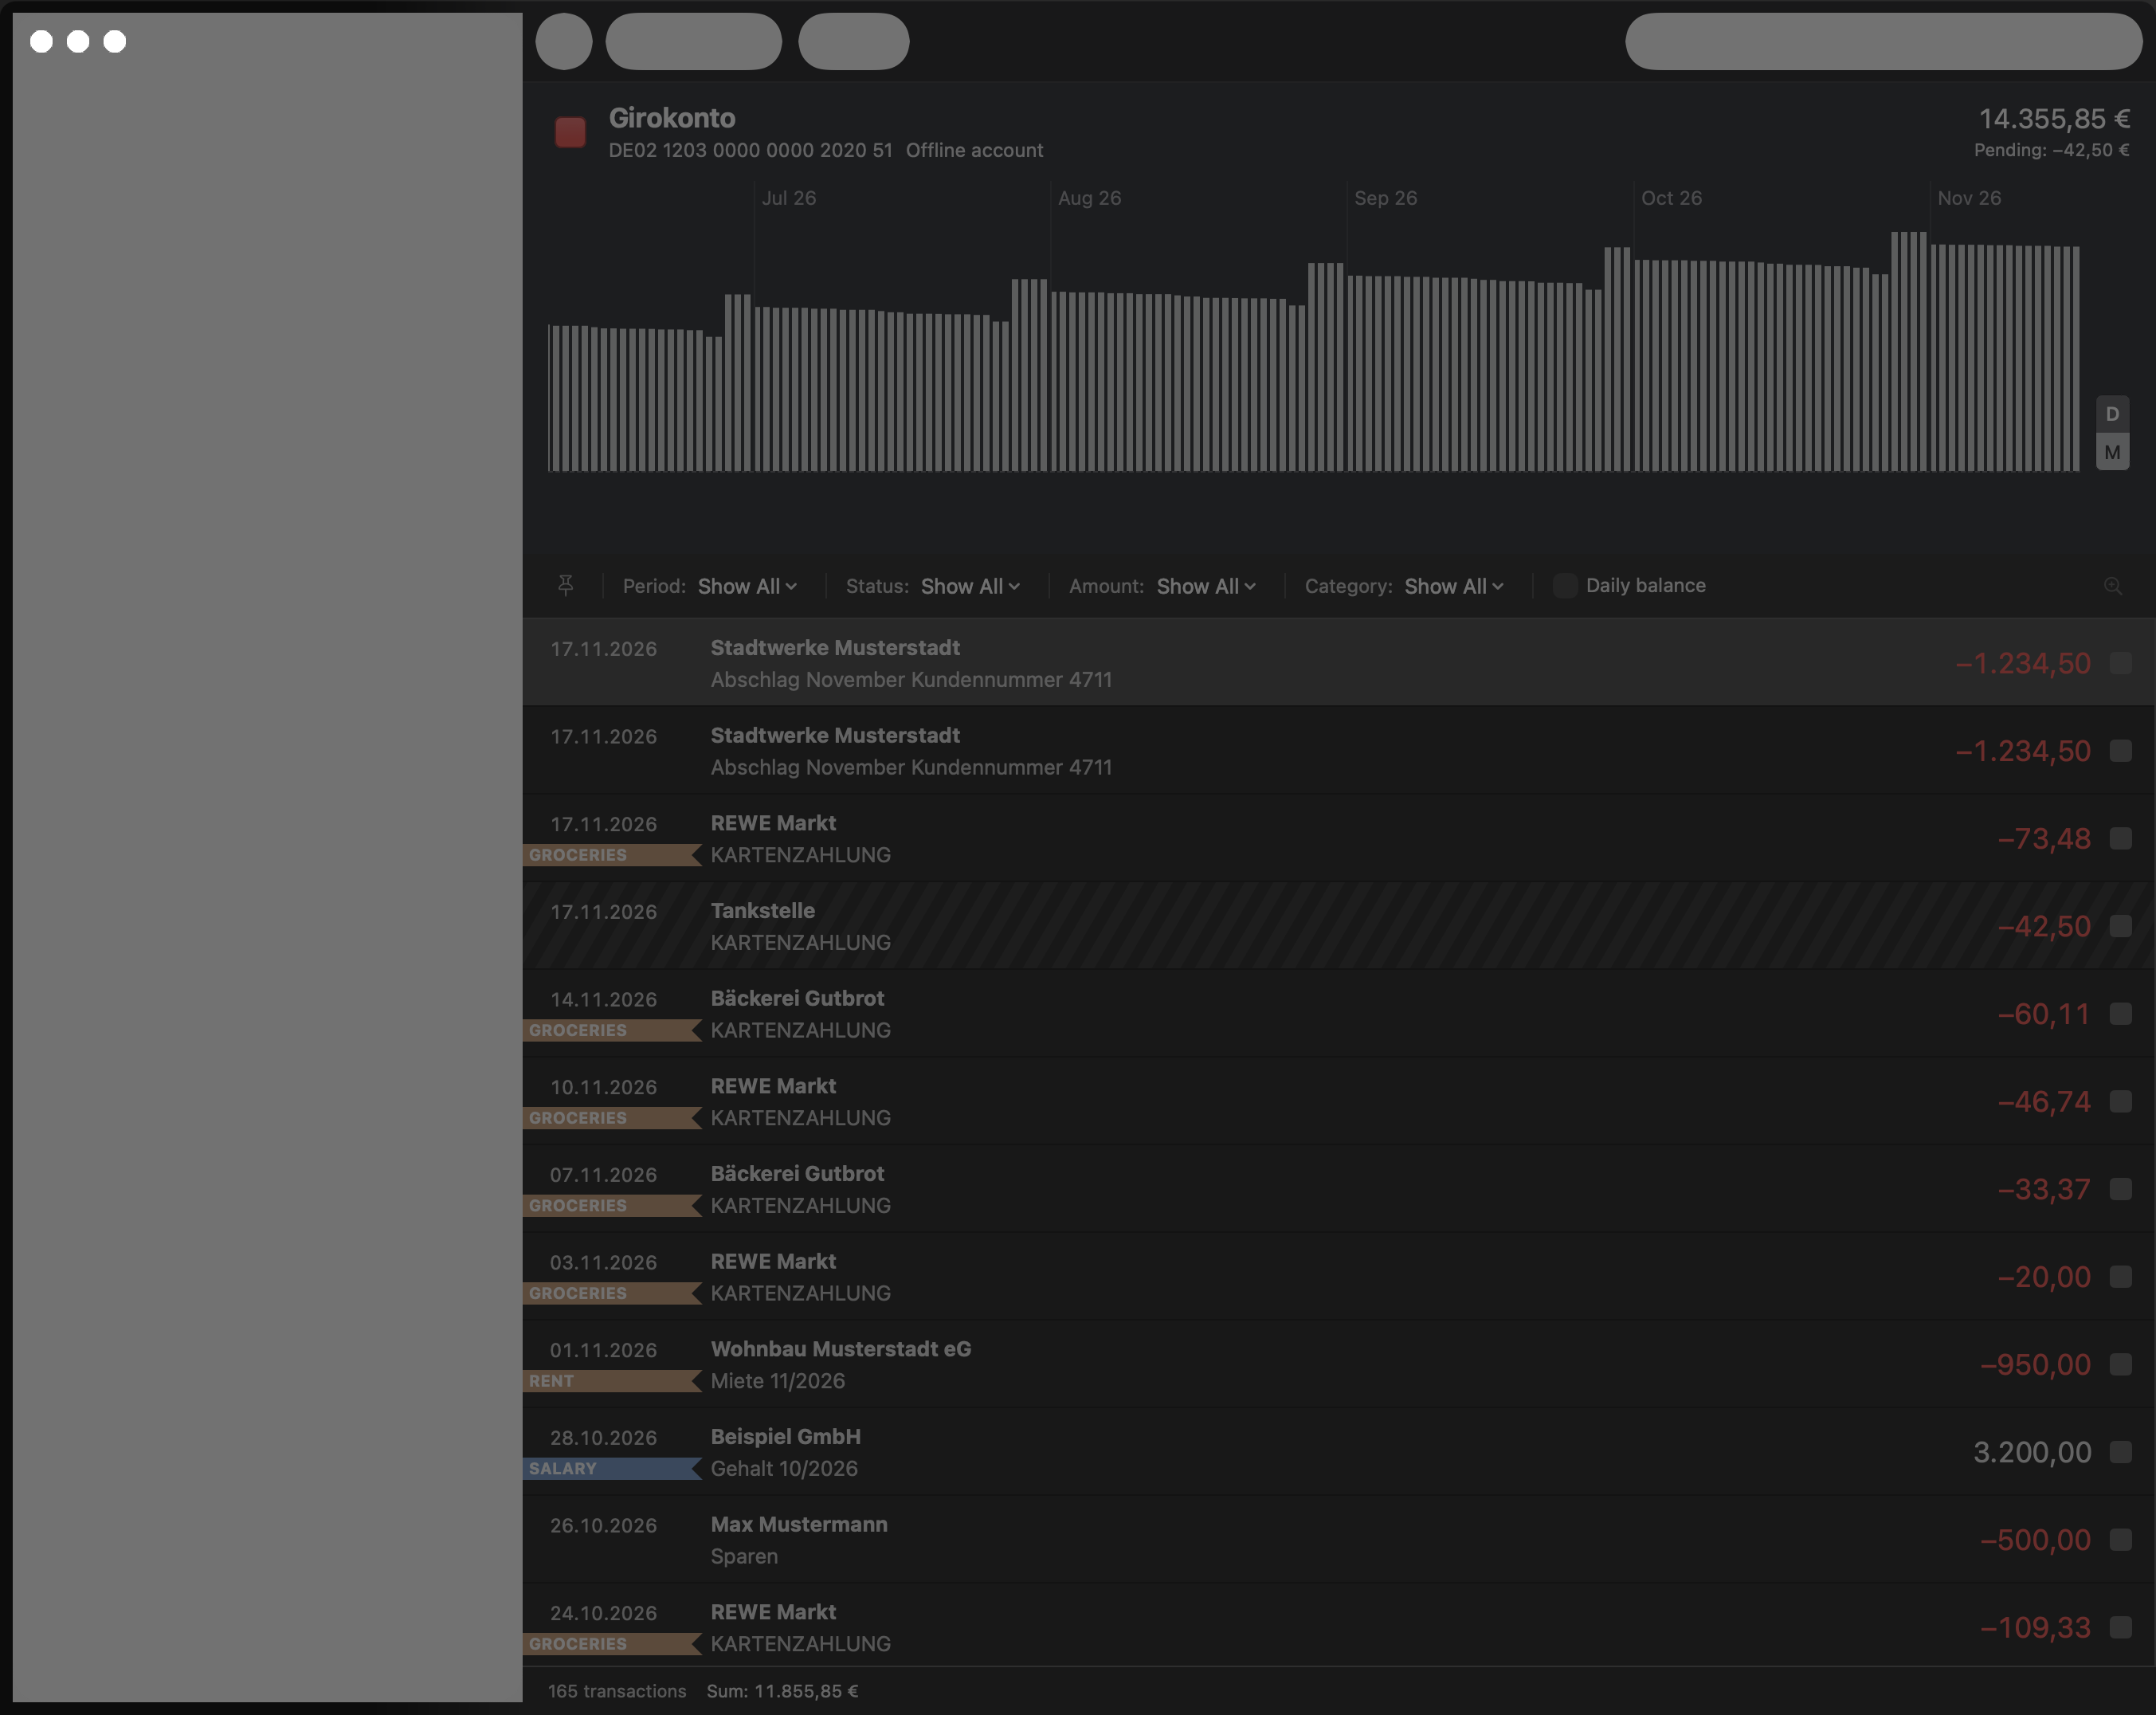 Girokonto
14.355,85 €
DE02 1203 0000 0000 2020 51 Offline account
Pending: –42,50 €
Jul 26 Aug 26 Sep 26 Oct 26 Nov 26
D
M
Period: Show All Status: Show All Amount: Show All Category: Show All Daily balance
17.11.2026 Stadtwerke Musterstadt –1.234,50
Abschlag November Kundennummer 4711
17.11.2026 Stadtwerke Musterstadt –1.234,50
Abschlag November Kundennummer 4711
17.11.2026 REWE Markt –73,48
GROCERIES KARTENZAHLUNG
17.11.2026 Tankstelle –42,50
KARTENZAHLUNG
14.11.2026 Bäckerei Gutbrot –60,11
GROCERIES KARTENZAHLUNG
10.11.2026 REWE Markt –46,74
GROCERIES KARTENZAHLUNG
07.11.2026 Bäckerei Gutbrot –33,37
GROCERIES KARTENZAHLUNG
03.11.2026 REWE Markt –20,00
GROCERIES KARTENZAHLUNG
01.11.2026 Wohnbau Musterstadt eG –950,00
RENT Miete 11/2026
28.10.2026 Beispiel GmbH 3.200,00
SALARY Gehalt 10/2026
26.10.2026 Max Mustermann –500,00
Sparen
24.10.2026 REWE Markt –109,33
GROCERIES KARTENZAHLUNG
165 transactions Sum: 11.855,85 €